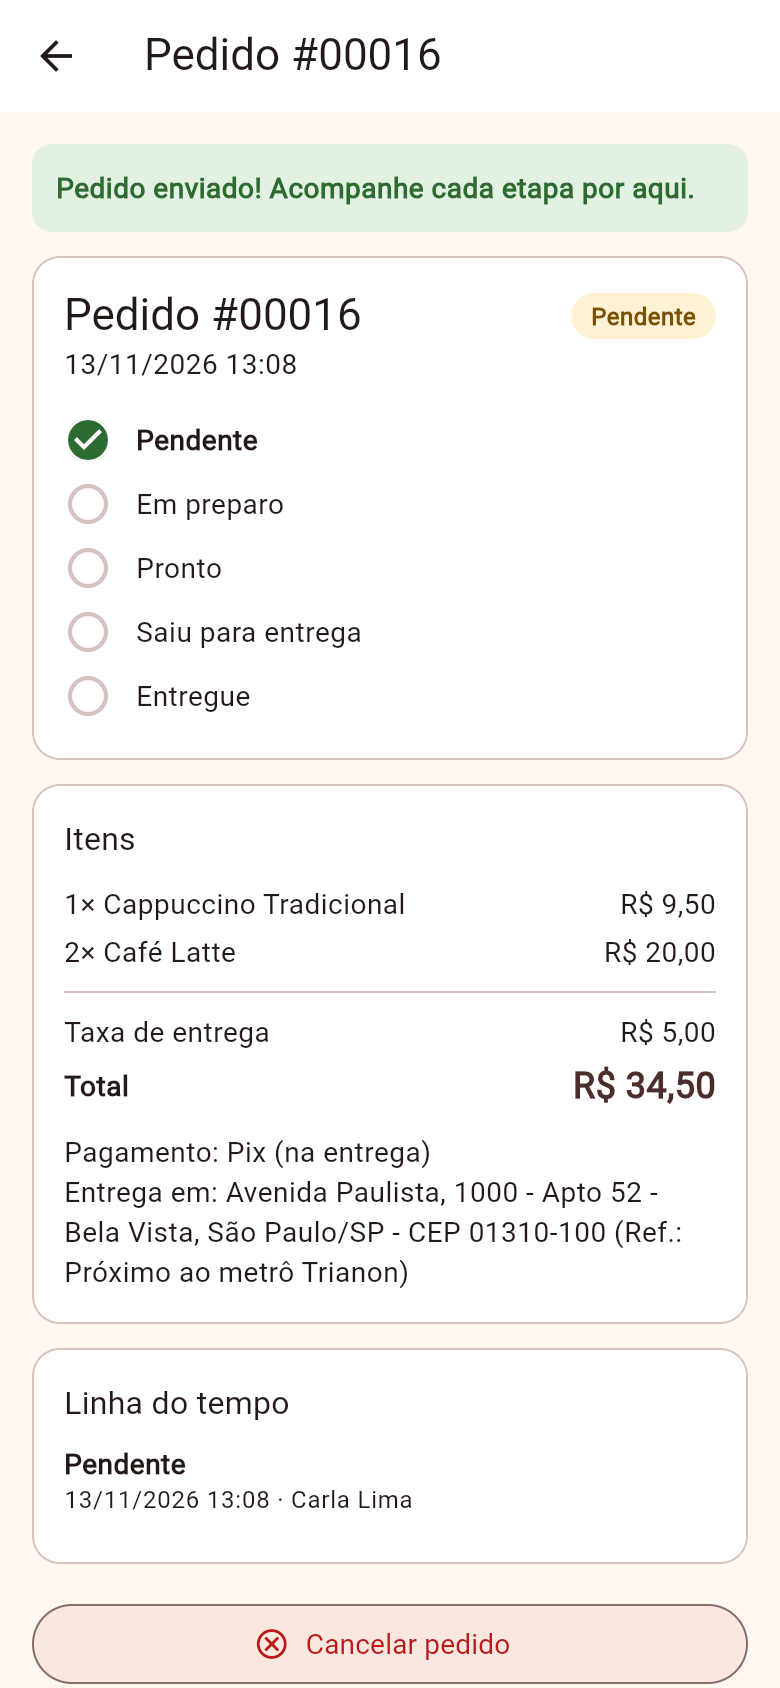 Pedido #00016
Pedido enviado! Acompanhe cada etapa por aqui.
Pedido #00016
Pendente
13/11/2026 13:08
Pendente
Em preparo
Pronto
Saiu para entrega
Entregue
Itens
1× Cappuccino Tradicional R$ 9,50
2× Café Latte R$ 20,00
Taxa de entrega R$ 5,00
Total R$ 34,50
Pagamento: Pix (na entrega)
Entrega em: Avenida Paulista, 1000 - Apto 52 -
Bela Vista, São Paulo/SP - CEP 01310-100 (Ref.:
Próximo ao metrô Trianon)
Linha do tempo
Pendente
13/11/2026 13:08 · Carla Lima
Cancelar pedido